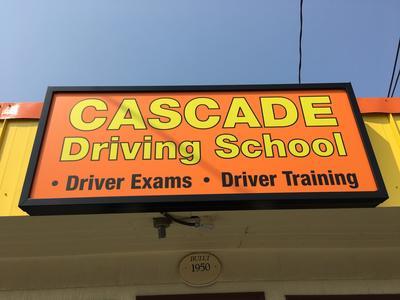 CASCADE
Driving School
• Driver Exams • Driver Training
BUILT
1950